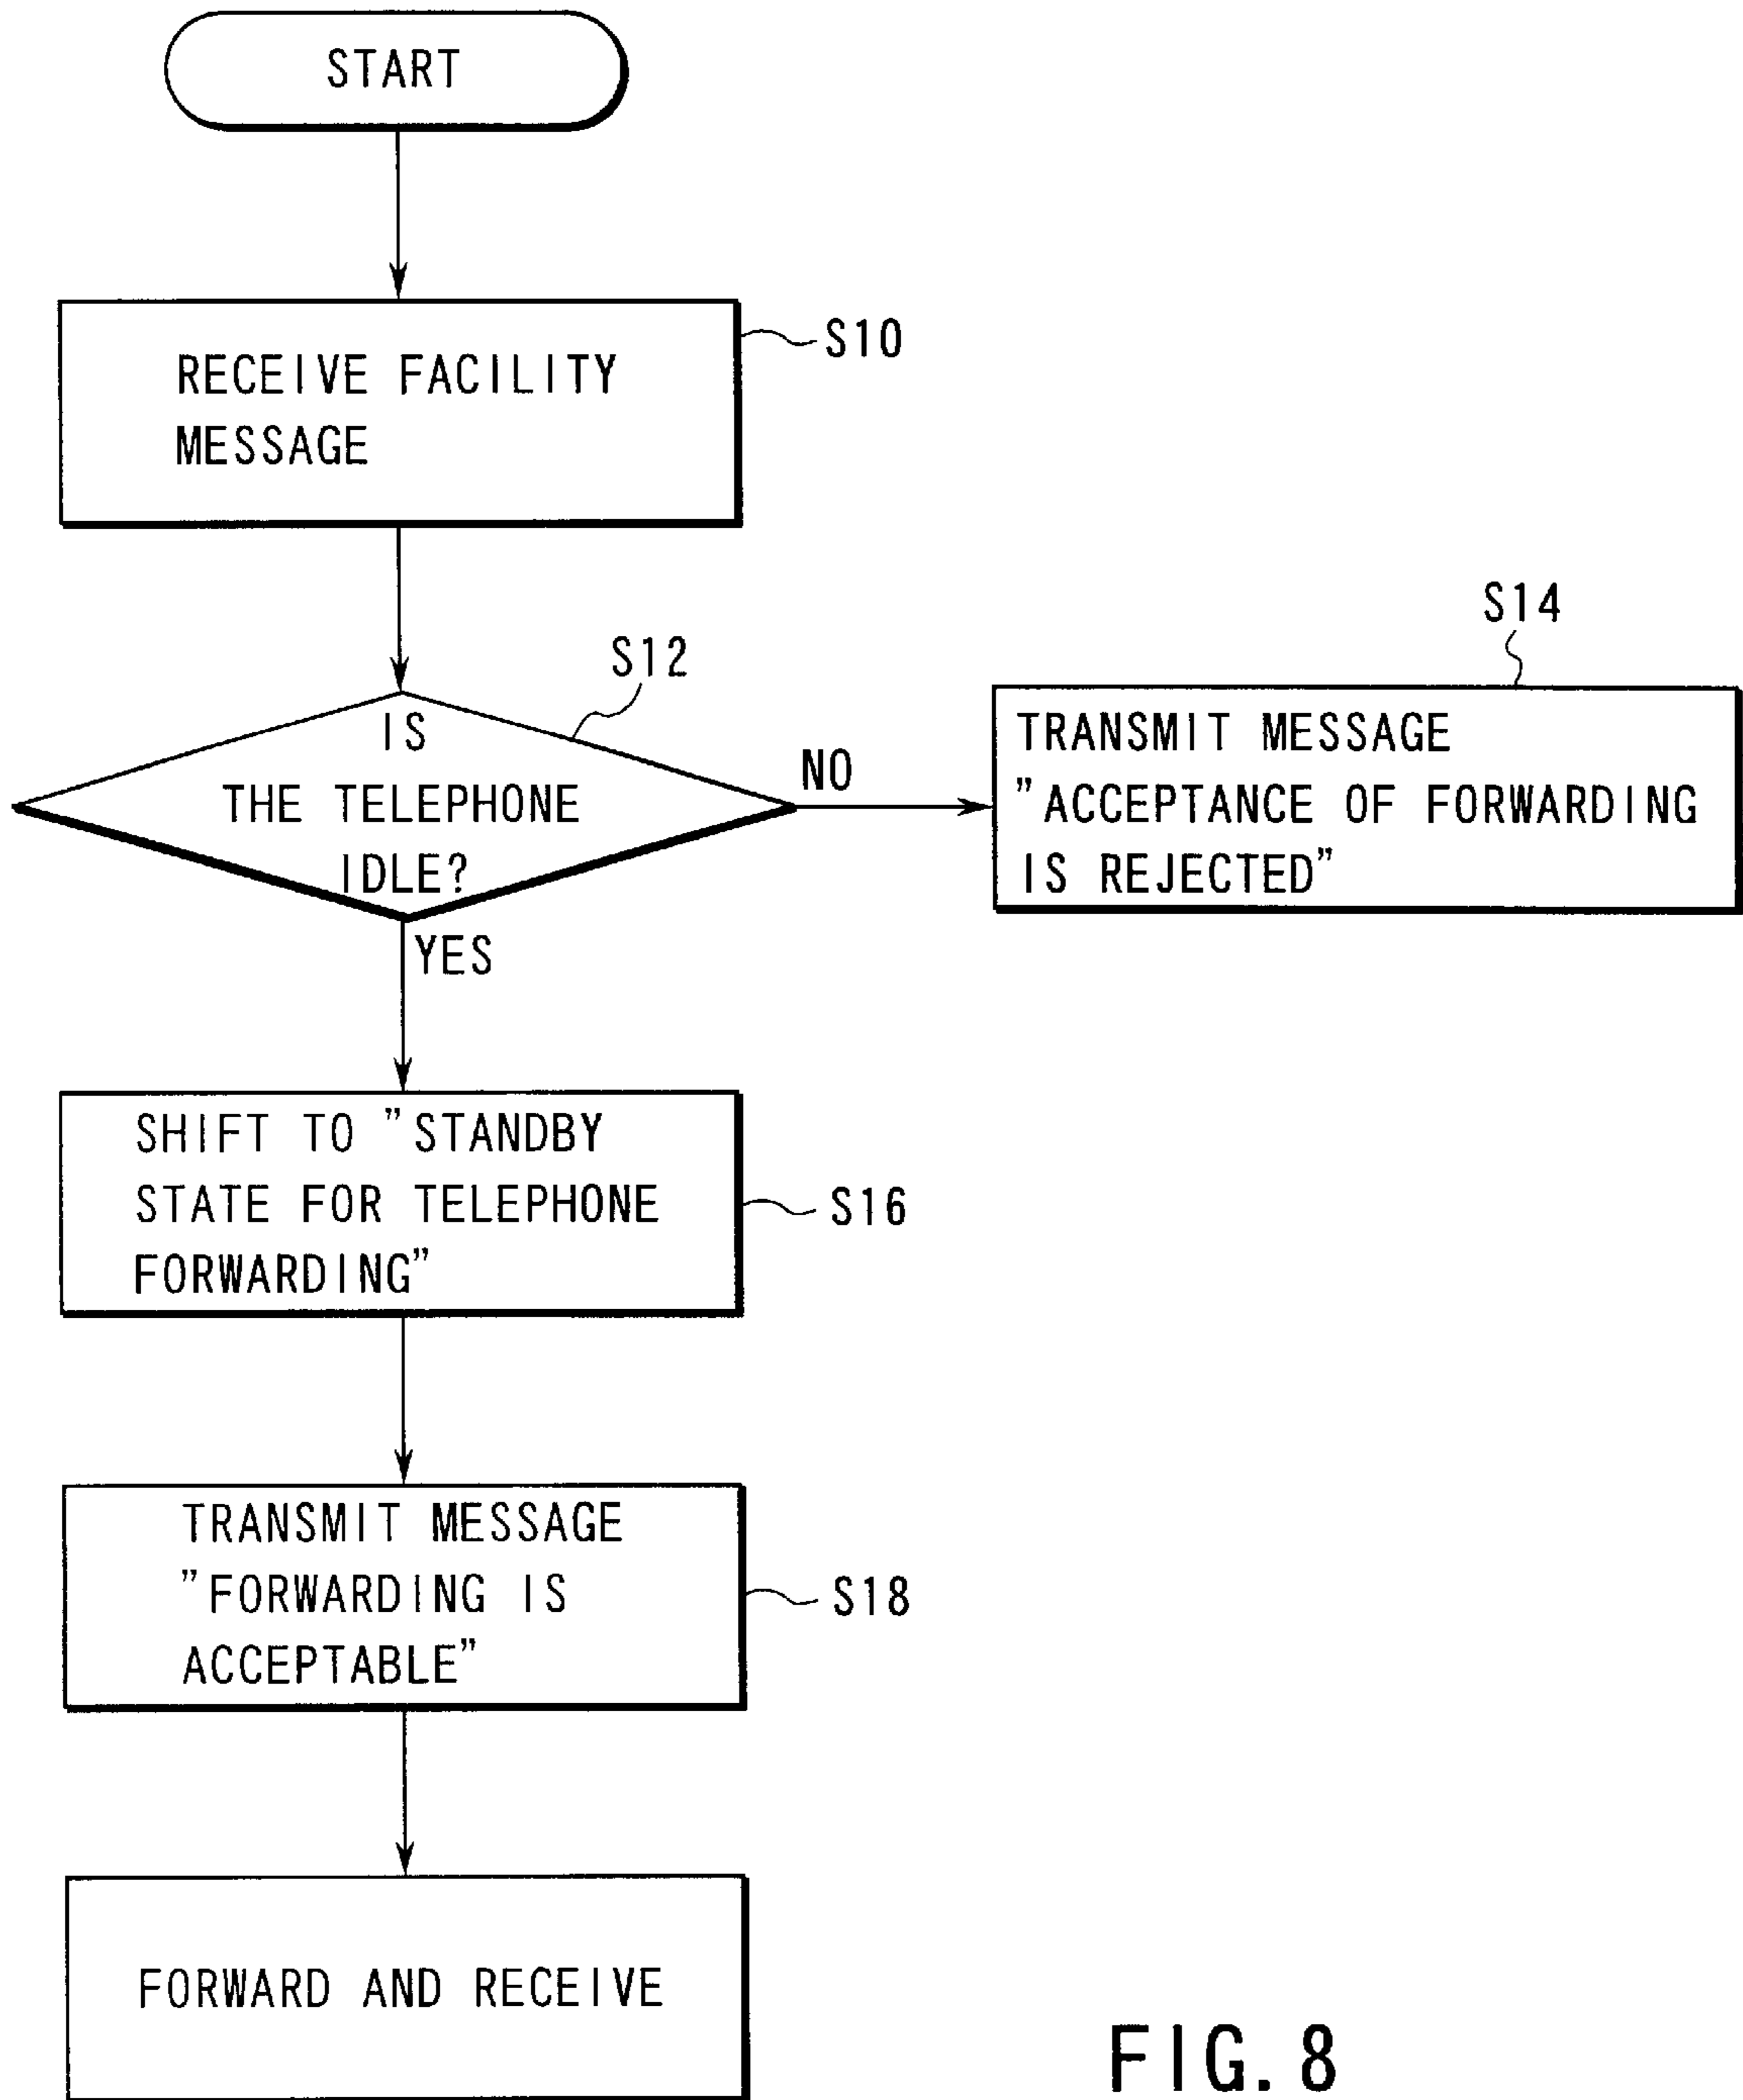 START
RECEIVE FACILITY
MESSAGE
S10
IS
THE TELEPHONE
IDLE?
S12
NO
S14
TRANSMIT MESSAGE
"ACCEPTANCE OF FORWARDING
IS REJECTED"
YES
SHIFT TO "STANDBY
STATE FOR TELEPHONE
FORWARDING"
S16
TRANSMIT MESSAGE
"FORWARDING IS
ACCEPTABLE"
S18
FORWARD AND RECEIVE
FIG. 8